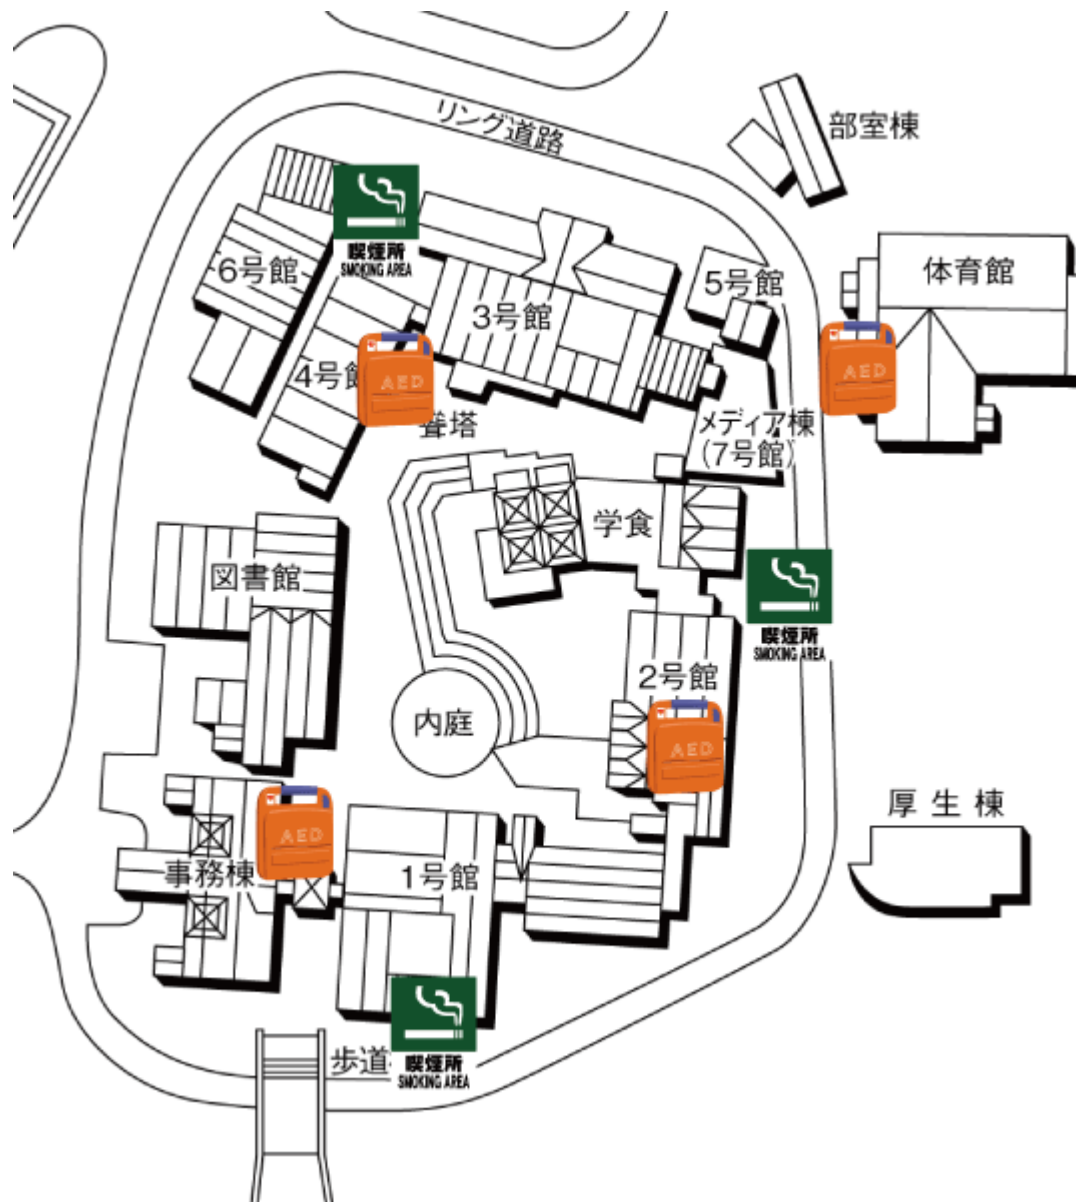 リング道路
部室棟
喫煙所
SMOKING AREA
6号館
3号館
5号館
体育館
4号館
AED
AED
聳塔
メディア棟
(7号館)
学食
図書館
喫煙所
SMOKING AREA
2号館
内庭
AED
AED
厚生棟
事務棟
1号館
歩道
喫煙所
SMOKING AREA